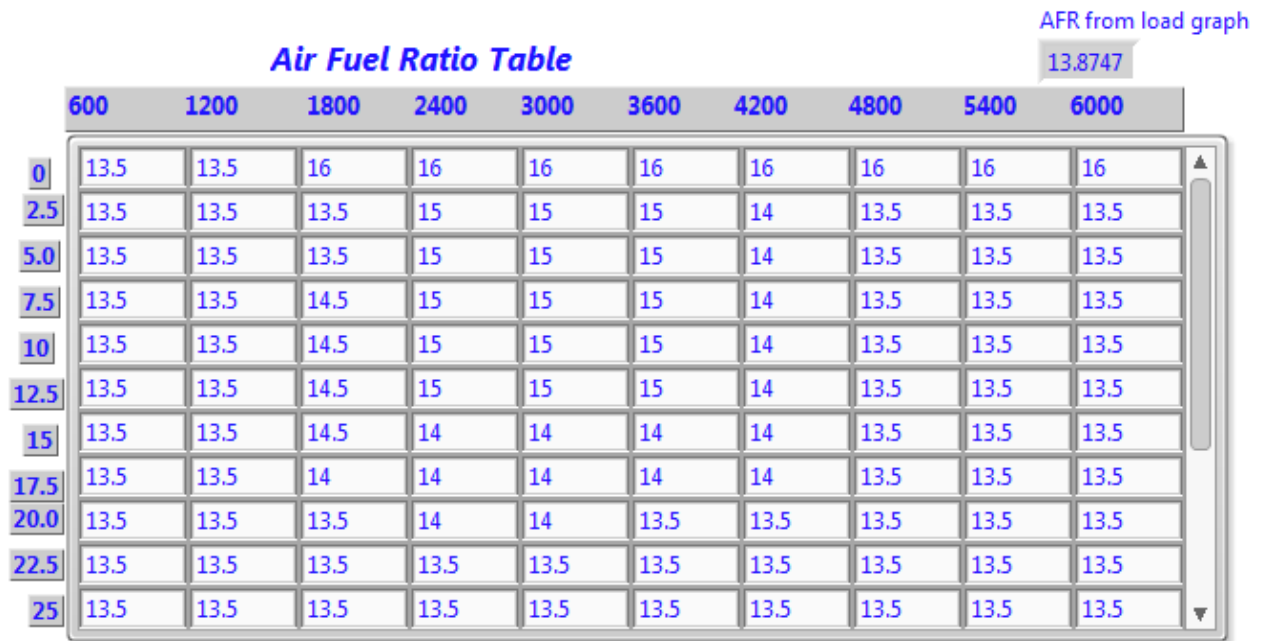 AFR from load graph
Air Fuel Ratio Table 13.8747
600 1200 1800 2400 3000 3600 4200 4800 5400 6000
0 13.5 13.5 16 16 16 16 16 16 16 16
2.5 13.5 13.5 13.5 15 15 15 14 13.5 13.5 13.5
5.0 13.5 13.5 13.5 15 15 15 14 13.5 13.5 13.5
7.5 13.5 13.5 14.5 15 15 15 14 13.5 13.5 13.5
10 13.5 13.5 14.5 15 15 15 14 13.5 13.5 13.5
12.5 13.5 13.5 14.5 15 15 15 14 13.5 13.5 13.5
15 13.5 13.5 14.5 14 14 14 14 13.5 13.5 13.5
17.5 13.5 13.5 14 14 14 14 14 13.5 13.5 13.5
20.0 13.5 13.5 13.5 14 14 13.5 13.5 13.5 13.5 13.5
22.5 13.5 13.5 13.5 13.5 13.5 13.5 13.5 13.5 13.5 13.5
25 13.5 13.5 13.5 13.5 13.5 13.5 13.5 13.5 13.5 13.5